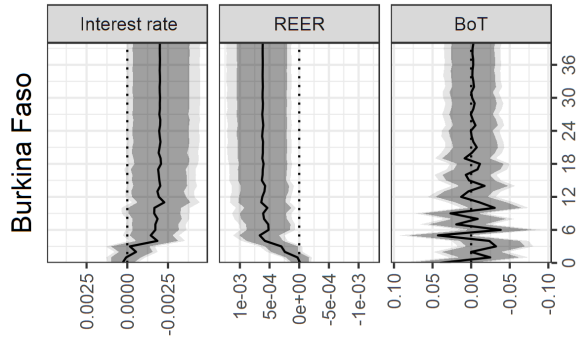 Interest rate
REER
BoT
Burkina Faso
36
30
24
18
12
6
0
0.0025
0.0000
-0.0025
1e-03
5e-04
0e+00
-5e-04
-1e-03
0.10
0.05
0.00
-0.05
-0.10